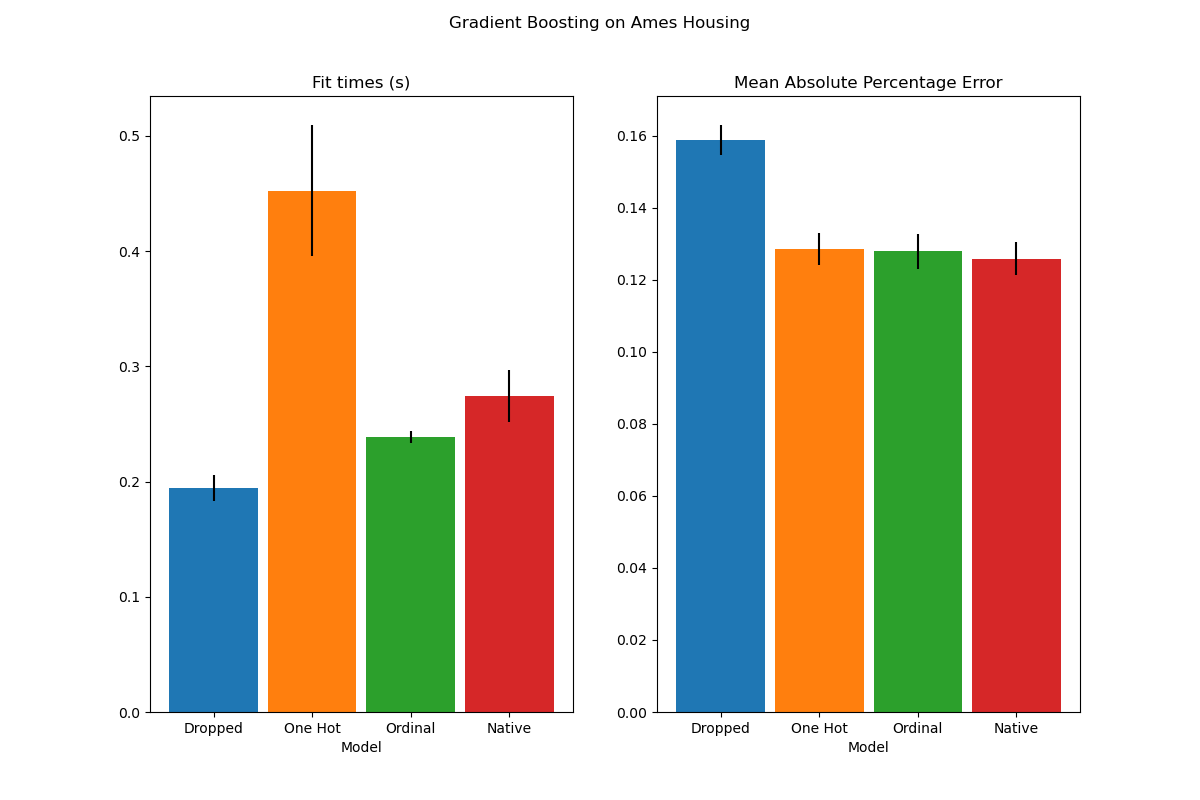 Gradient Boosting on Ames Housing
Fit times (s)
0.5
0.4
0.3
0.2
0.1
0.0
Dropped One Hot Ordinal Native
Model
Mean Absolute Percentage Error
0.16
0.14
0.12
0.10
0.08
0.06
0.04
0.02
0.00
Dropped One Hot Ordinal Native
Model